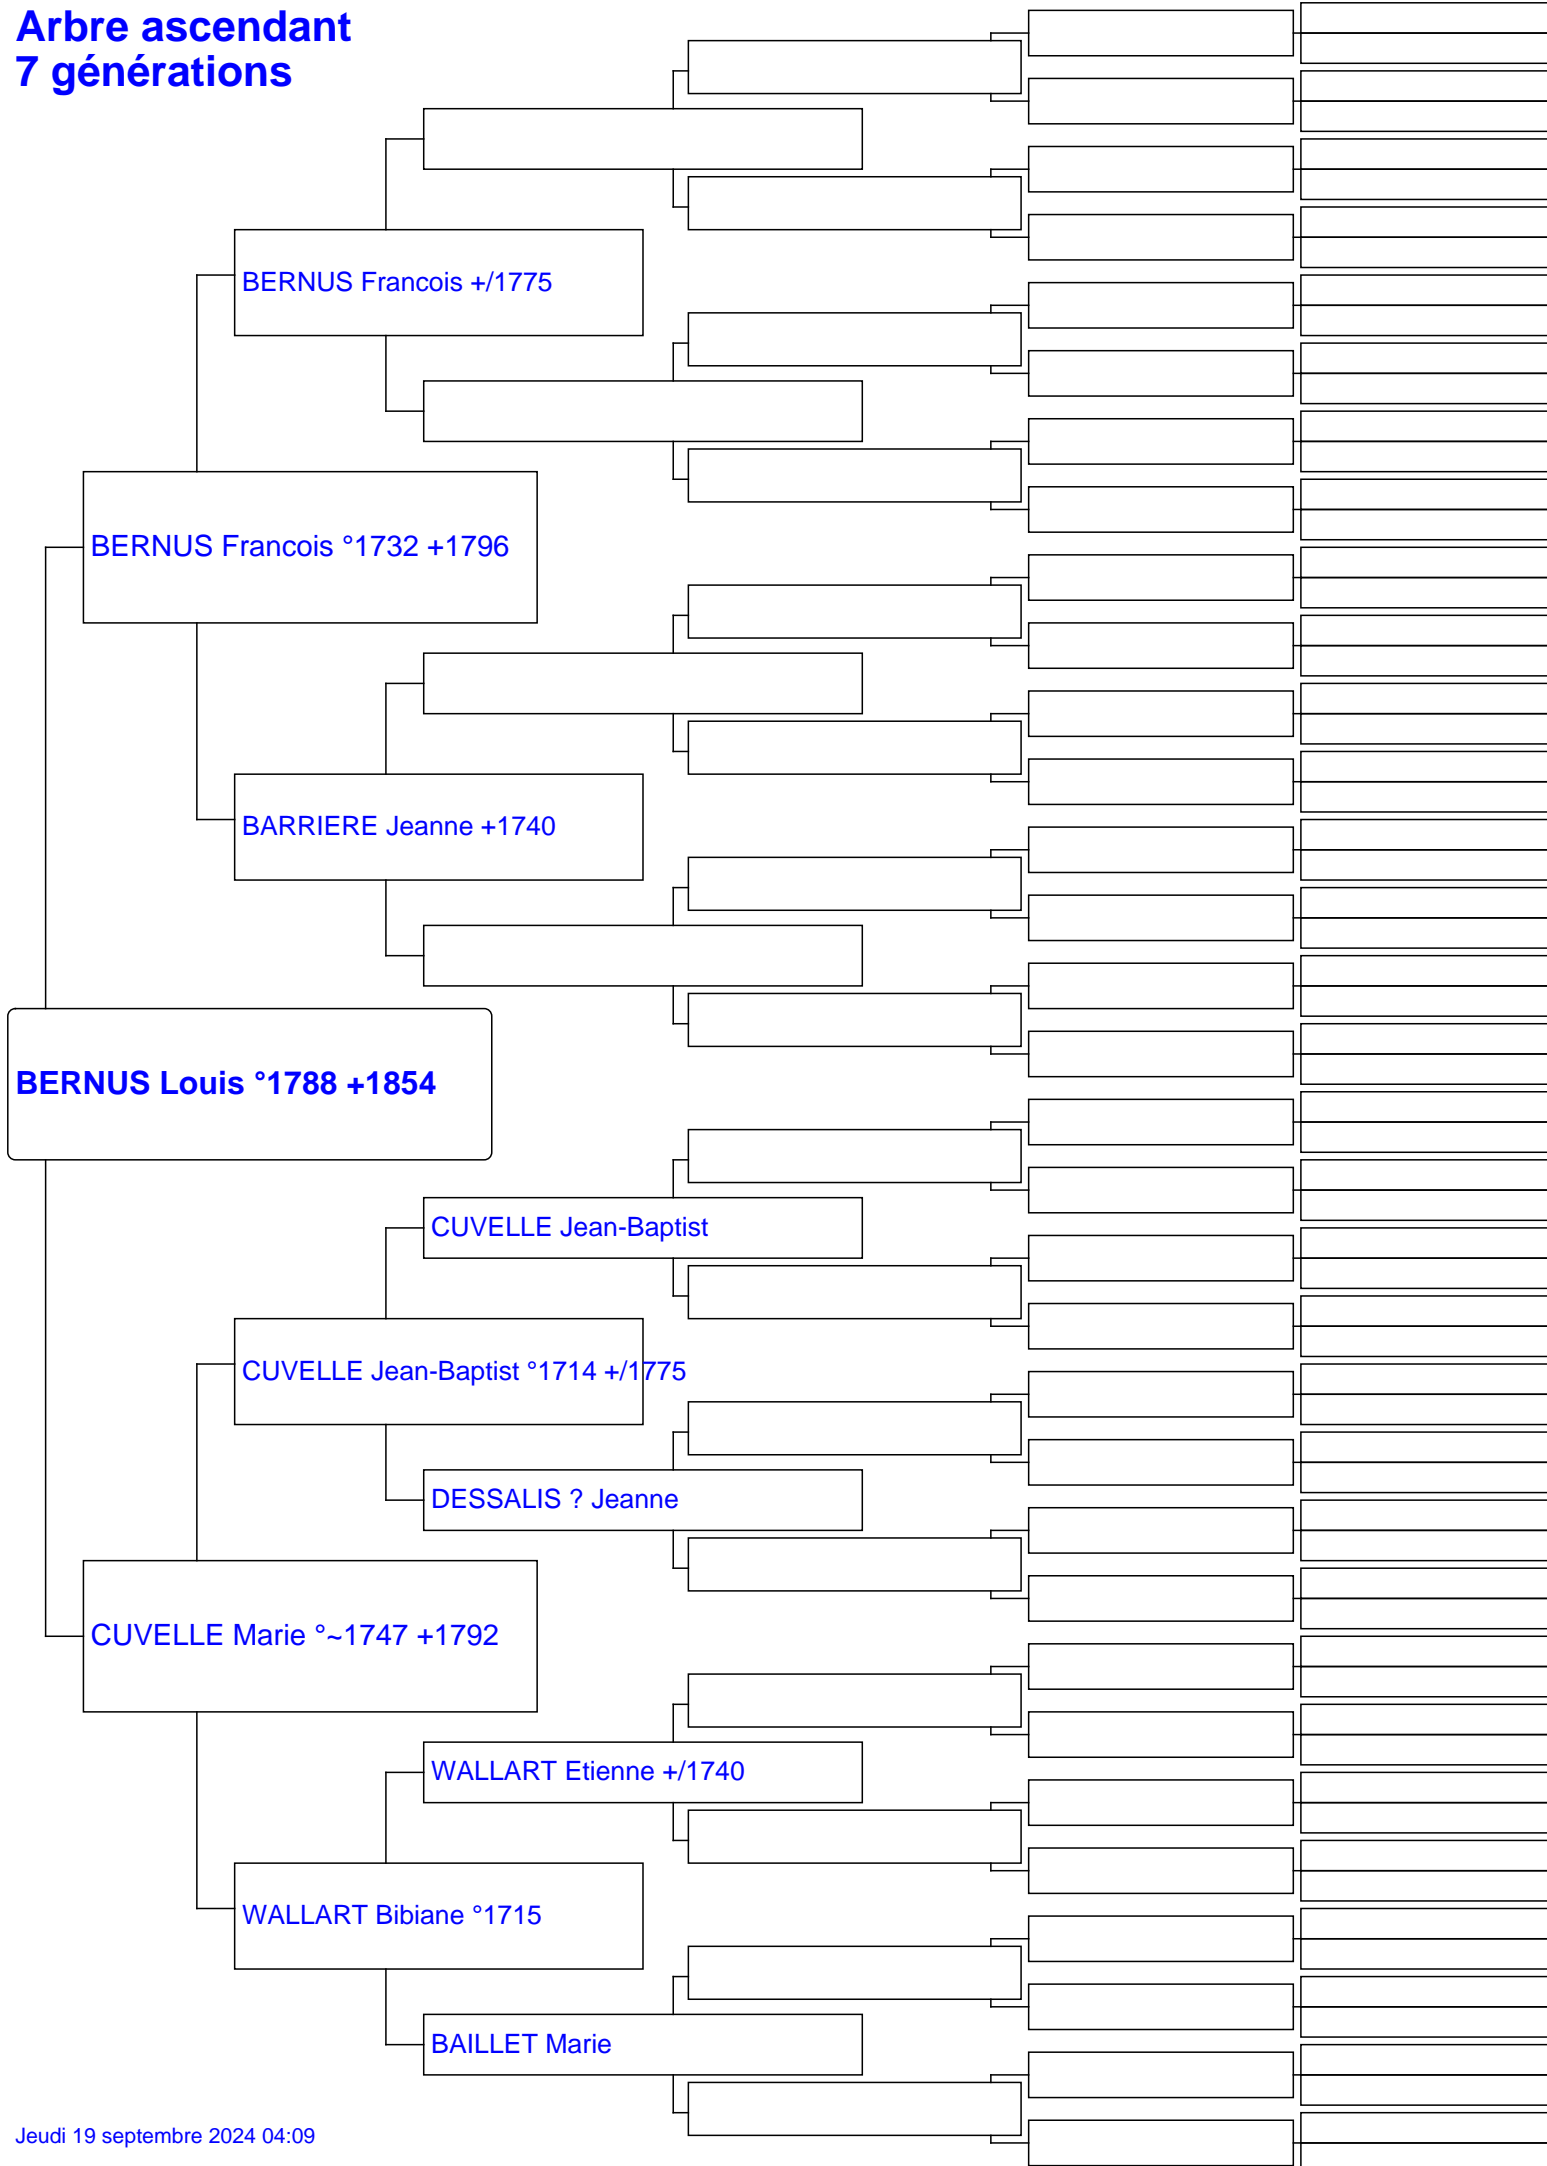 Arbre ascendant
7 générations
BERNUS Francois +/1775
BERNUS Francois °1732 +1796
BARRIERE Jeanne +1740
BERNUS Louis °1788 +1854
CUVELLE Jean-Baptist
CUVELLE Jean-Baptist °1714 +/1775
DESSALIS ? Jeanne
CUVELLE Marie °~1747 +1792
WALLART Etienne +/1740
WALLART Bibiane °1715
BAILLET Marie
Jeudi 19 septembre 2024 04:09